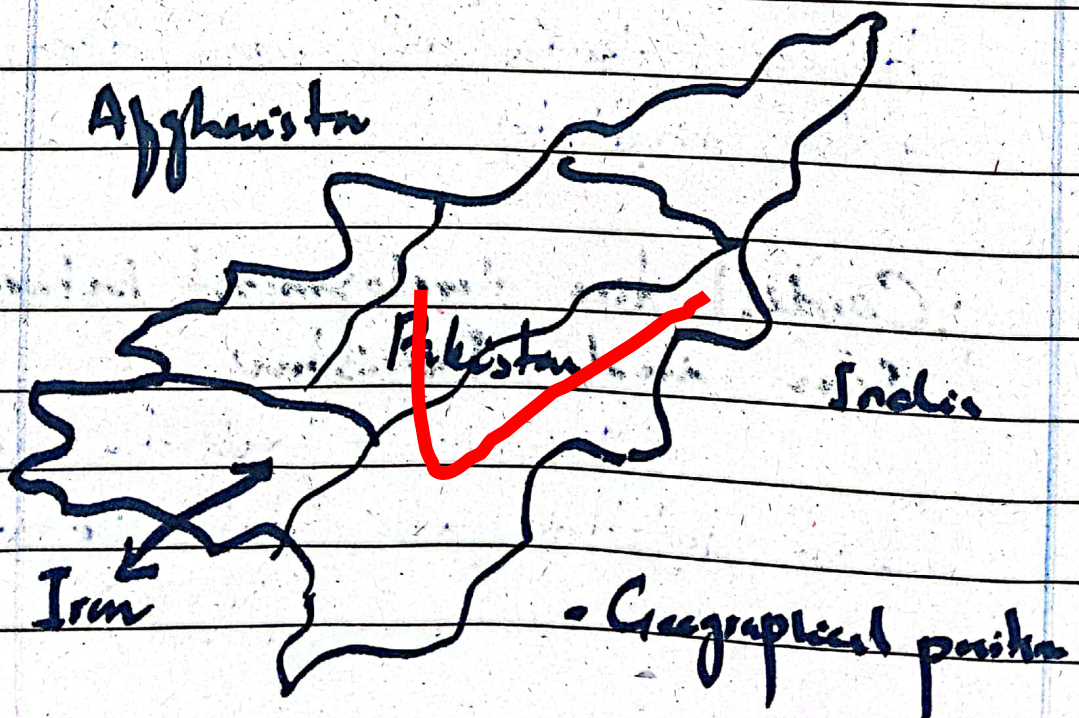 Afghanistan
Pakistan
India
Iran
• Geographical position